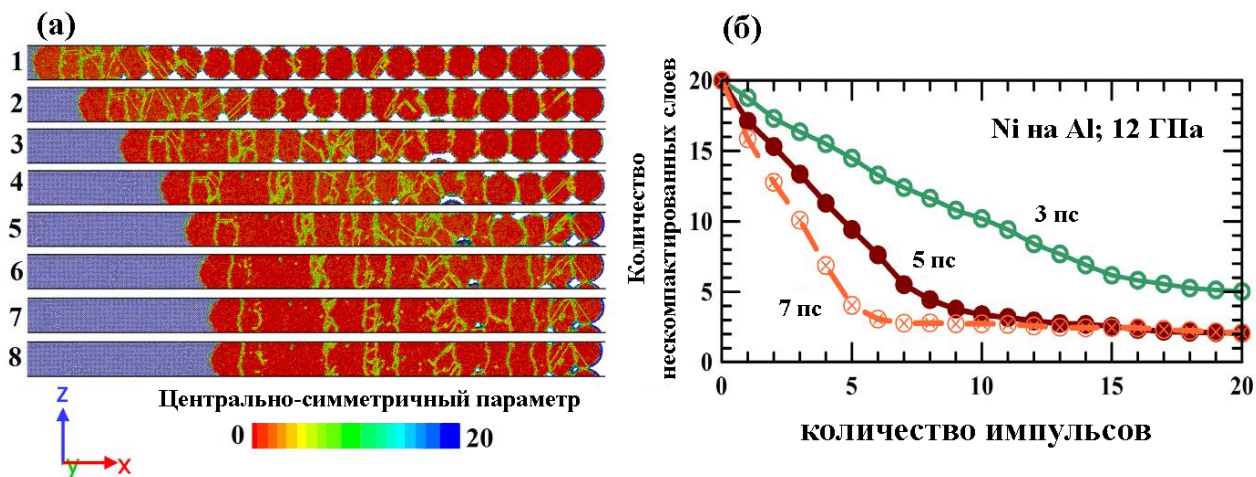 (а)
1
2
3
4
5
6
7
8
Центрально-симметричный параметр
0
20
Z
y
X
(б)
Количество
нескомпактированных слоев
20
15
10
5
0
Ni на Al; 12 ГПа
3 пс
5 пс
7 пс
0
5
10
15
20
количество импульсов